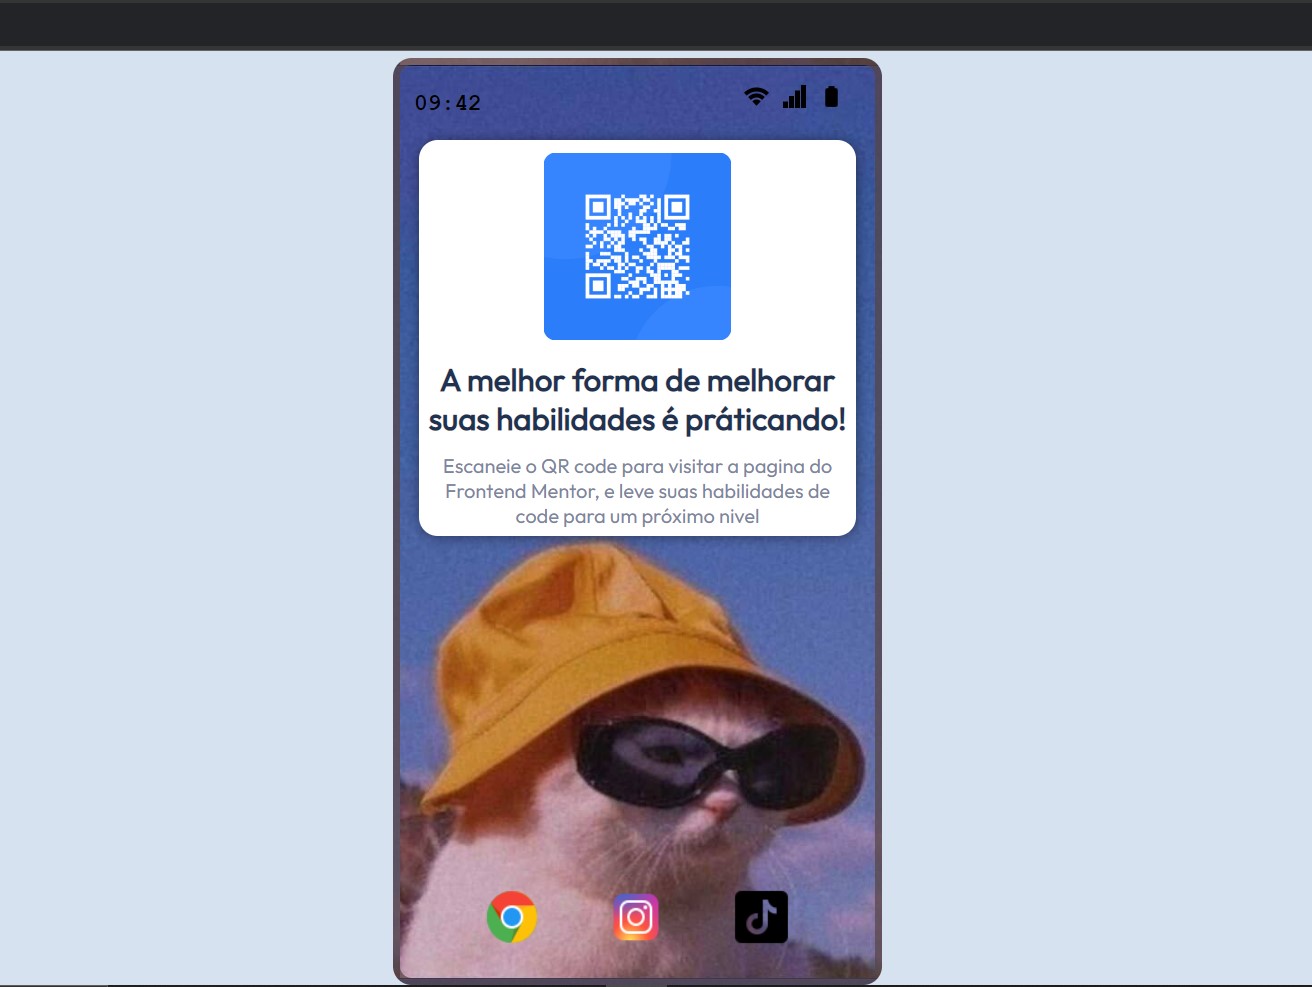 09:42
A melhor forma de melhorar
suas habilidades é práticando!
Escaneie o QR code para visitar a pagina do
Frontend Mentor, e leve suas habilidades de
code para um próximo nivel